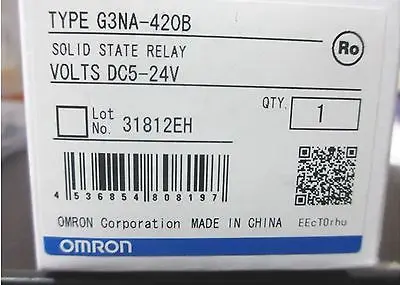 TYPE G3NA-420B
SOLID STATE RELAY
VOLTS DC5-24V
Ro
Lot No. 31812EH
QTY. 1
4 536854 808197
OMRON Corporation MADE IN CHINA
EEcT0rhu
OMRON